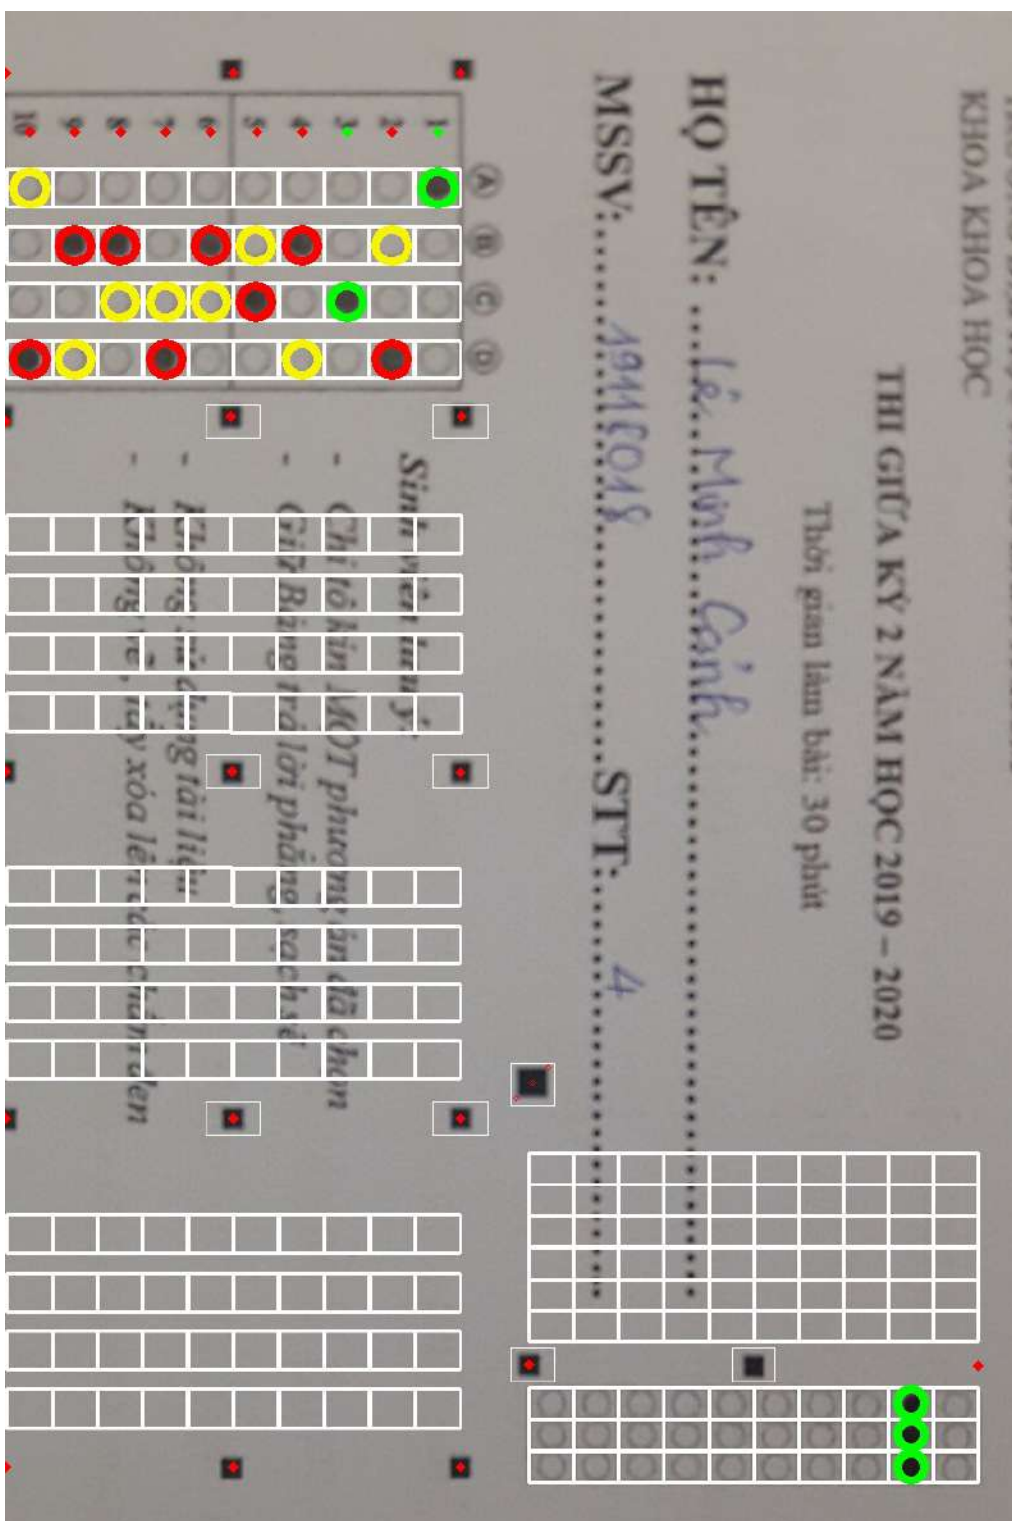 KHOA KHOA HỌC
THI GIỮA KỲ 2 NĂM HỌC 2019 – 2020
Thời gian làm bài: 30 phút
HỌ TÊN: Lê Minh Cảnh
MSSV: 19116018 STT: 4
Sinh viên lưu ý:
- Chỉ tô kín MỘT phương án đã chọn
- Giữ Bảng trả lời phẳng, sạch sẽ
- Không sử dụng tài liệu
- Không vẽ, tẩy xóa lên các chấm đen
A B C D
1
2
3
4
5
6
7
8
9
10